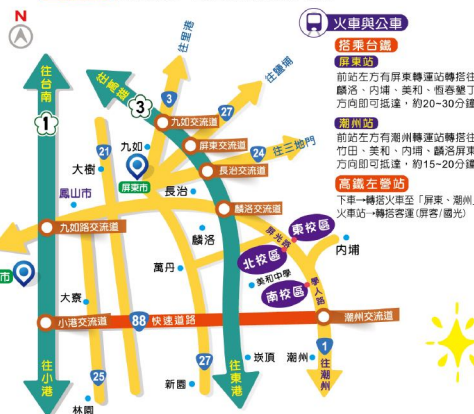 N
往台南
1
往高雄
3
往里港
3
往鹽埔
27
九如交流道
屏東交流道
24
往三地門
長治交流道
21
九如
大樹
屏東市
長治
鳳山市
九如路交流道
麟洛交流道
麟洛
屏光路
東校區
内埔
北校區
萬丹
美和中學
南校區
學人路
市
大寮
小港交流道
88 快速道路
潮州交流道
往小港
25
林園
27
新園
往東港
崁頂
潮州
1
往潮州
火車與公車
搭乘台鐵
屏東站
前站左方有屏東轉運站轉搭往
麟洛、内埔、美和、恆春墾丁
方向即可抵達，約20~30分鐘
潮州站
前站左方有潮州轉運站轉搭往
竹田、美和、内埔、麟洛屏東
方向即可抵達，約15~20分鐘
高鐵左營站
下車→轉搭火車至「屏東、潮州」
火車站→轉搭客運(屏客/國光)